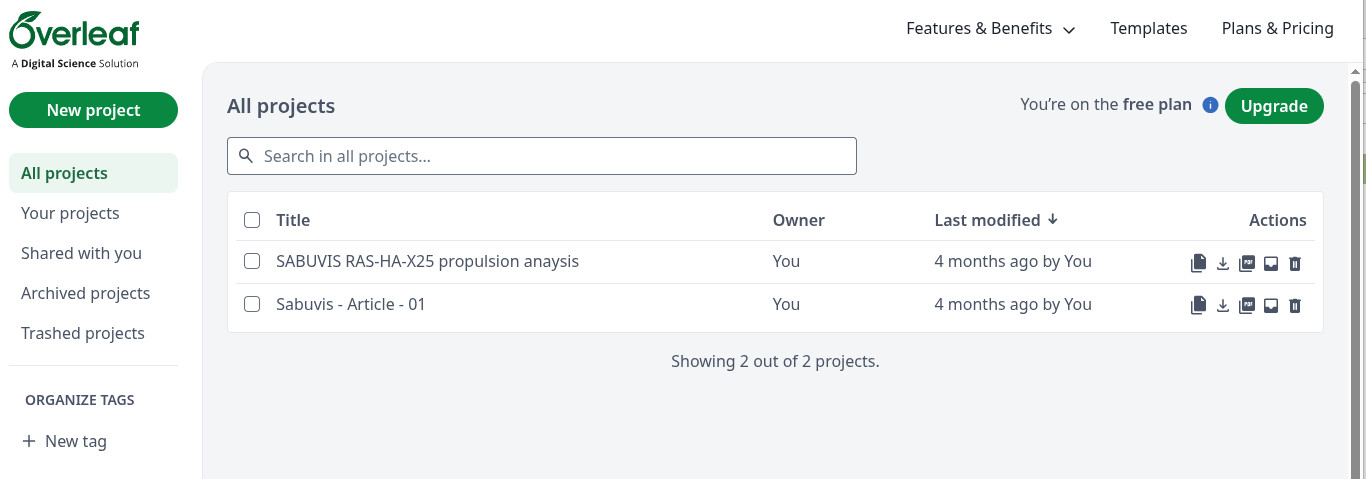 Overleaf
A Digital Science Solution
Features & Benefits Templates Plans & Pricing
New project
All projects
Your projects
Shared with you
Archived projects
Trashed projects
ORGANIZE TAGS
New tag
All projects
You’re on the free plan Upgrade
Search in all projects…
Title Owner Last modified Actions
SABUVIS RAS-HA-X25 propulsion anaysis You 4 months ago by You PDF
Sabuvis - Article - 01 You 4 months ago by You PDF
Showing 2 out of 2 projects.